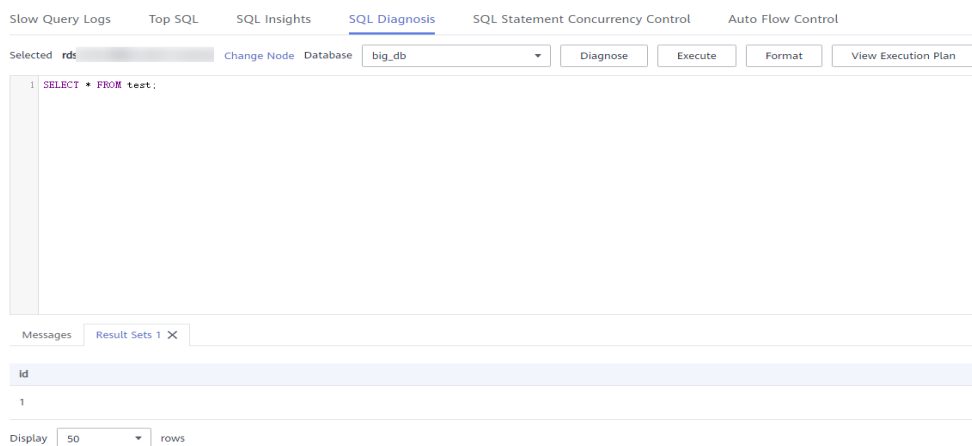 Slow Query Logs Top SQL SQL Insights SQL Diagnosis SQL Statement Concurrency Control Auto Flow Control
Selected rds Change Node Database big_db Diagnose Execute Format View Execution Plan
1 SELECT * FROM test;
Messages Result Sets 1
id
1
Display 50 rows